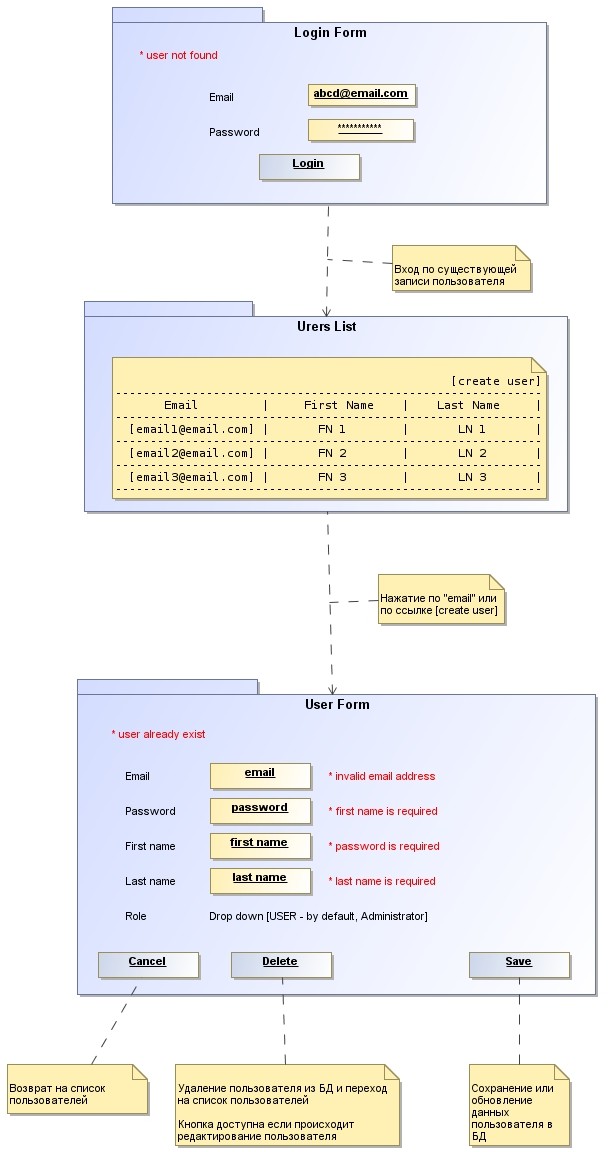 Login Form
* user not found
Email abcd@email.com
Password ***********
Login
Вход по существующей
записи пользователя
Urers List
[create user]
Email | First Name | Last Name |
[email1@email.com] | FN 1 | LN 1 |
[email2@email.com] | FN 2 | LN 2 |
[email3@email.com] | FN 3 | LN 3 |
Нажатие по "email" или
по ссылке [create user]
User Form
* user already exist
Email email * invalid email address
Password password * first name is required
First name first name * password is required
Last name last name * last name is required
Role Drop down [USER - by default, Administrator]
Cancel Delete Save
Возврат на список
пользователей
Удаление пользователя из БД и переход
на список пользователей
Кнопка доступна если происходит
редактирование пользователя
Сохранение или
обновление
данных
пользователя в
БД